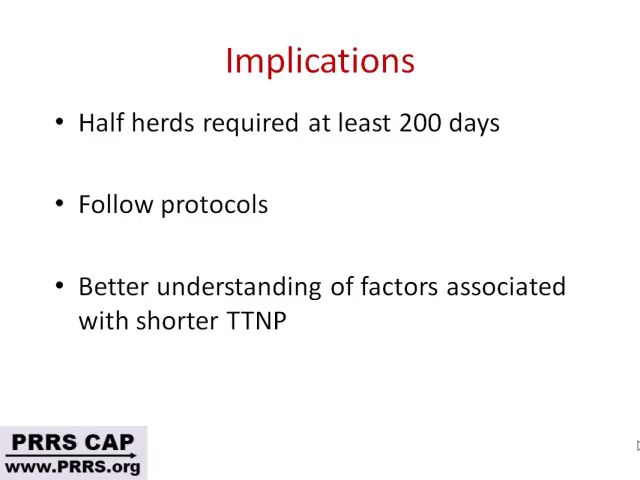 Implications
• Half herds required at least 200 days
• Follow protocols
• Better understanding of factors associated
with shorter TTNP
PRRS CAP
www.PRRS.org